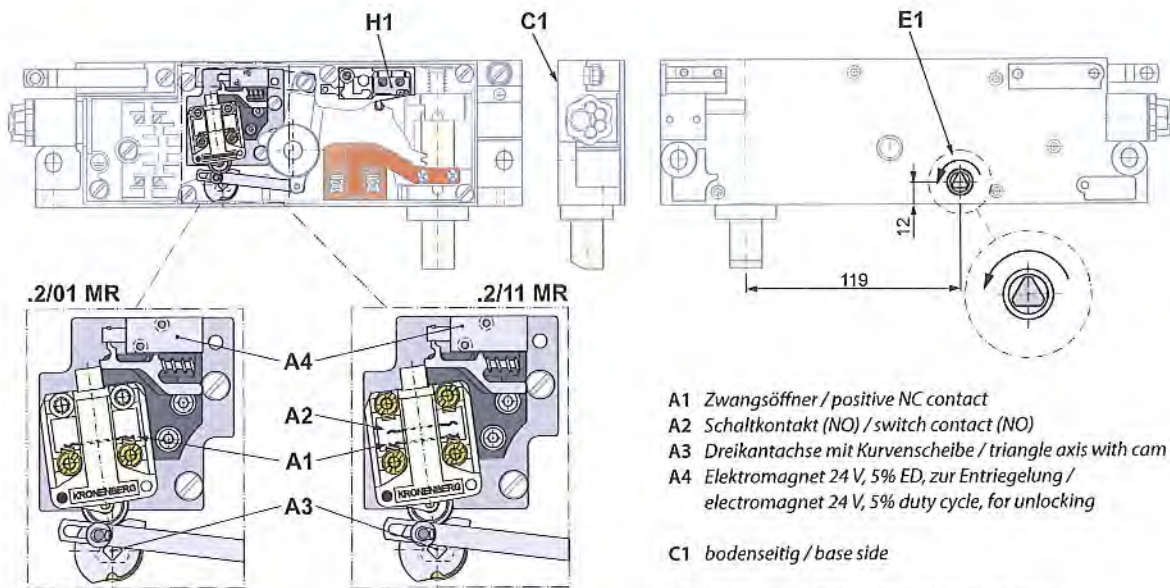 H1
C1
E1
12
119
.2/01 MR
.2/11 MR
A4
A2
A1
A3
KRONENBERG
KRONENBERG
A1 Zwangsöffner / positive NC contact
A2 Schaltkontakt (NO) / switch contact (NO)
A3 Dreikantachse mit Kurvenscheibe / triangle axis with cam
A4 Elektromagnet 24 V, 5% ED, zur Entriegelung /
electromagnet 24 V, 5% duty cycle, for unlocking
C1 bodenseitig / base side